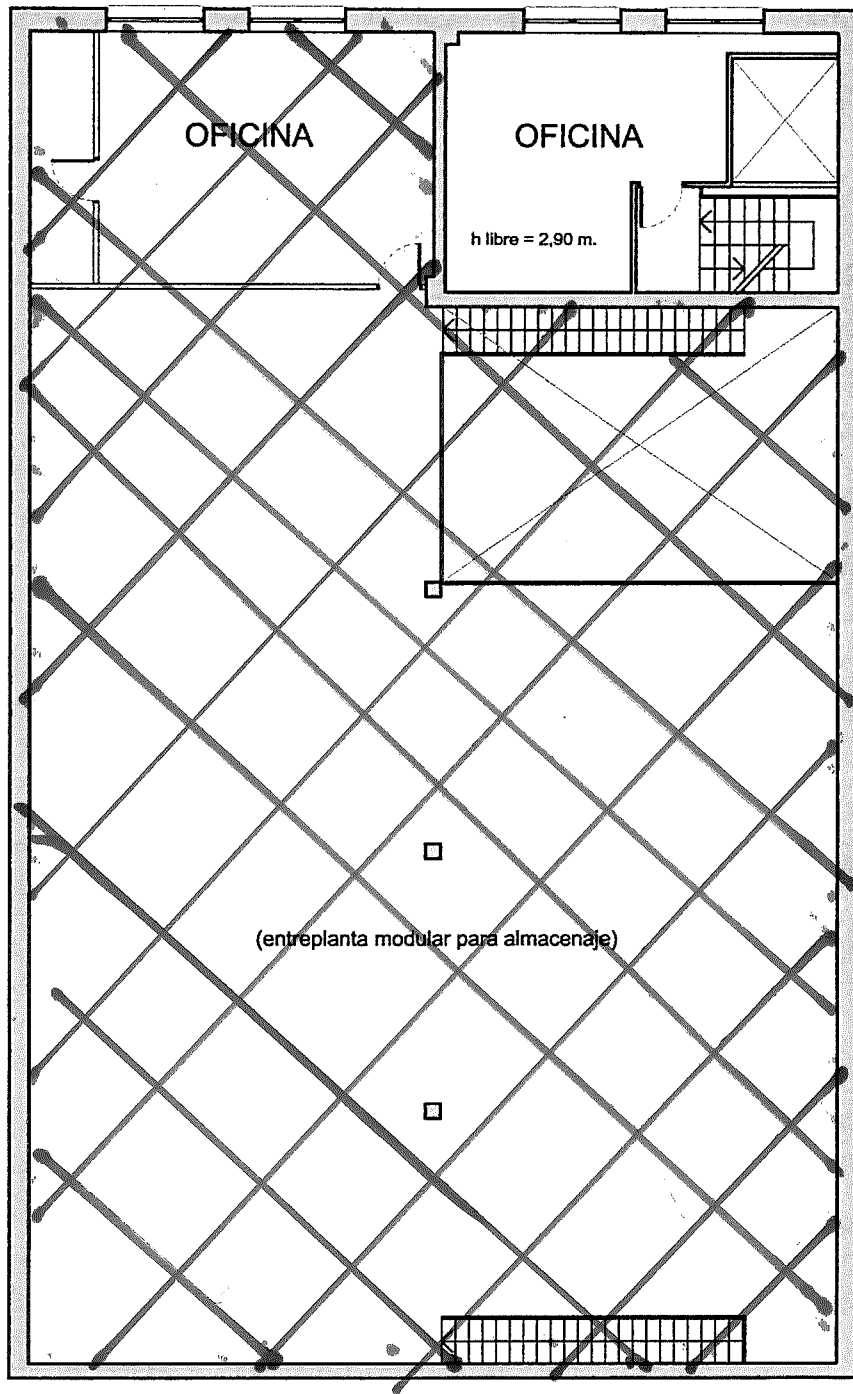 OFICINA
OFICINA
h libre = 2,90 m.
(entreplanta modular para almacenaje)